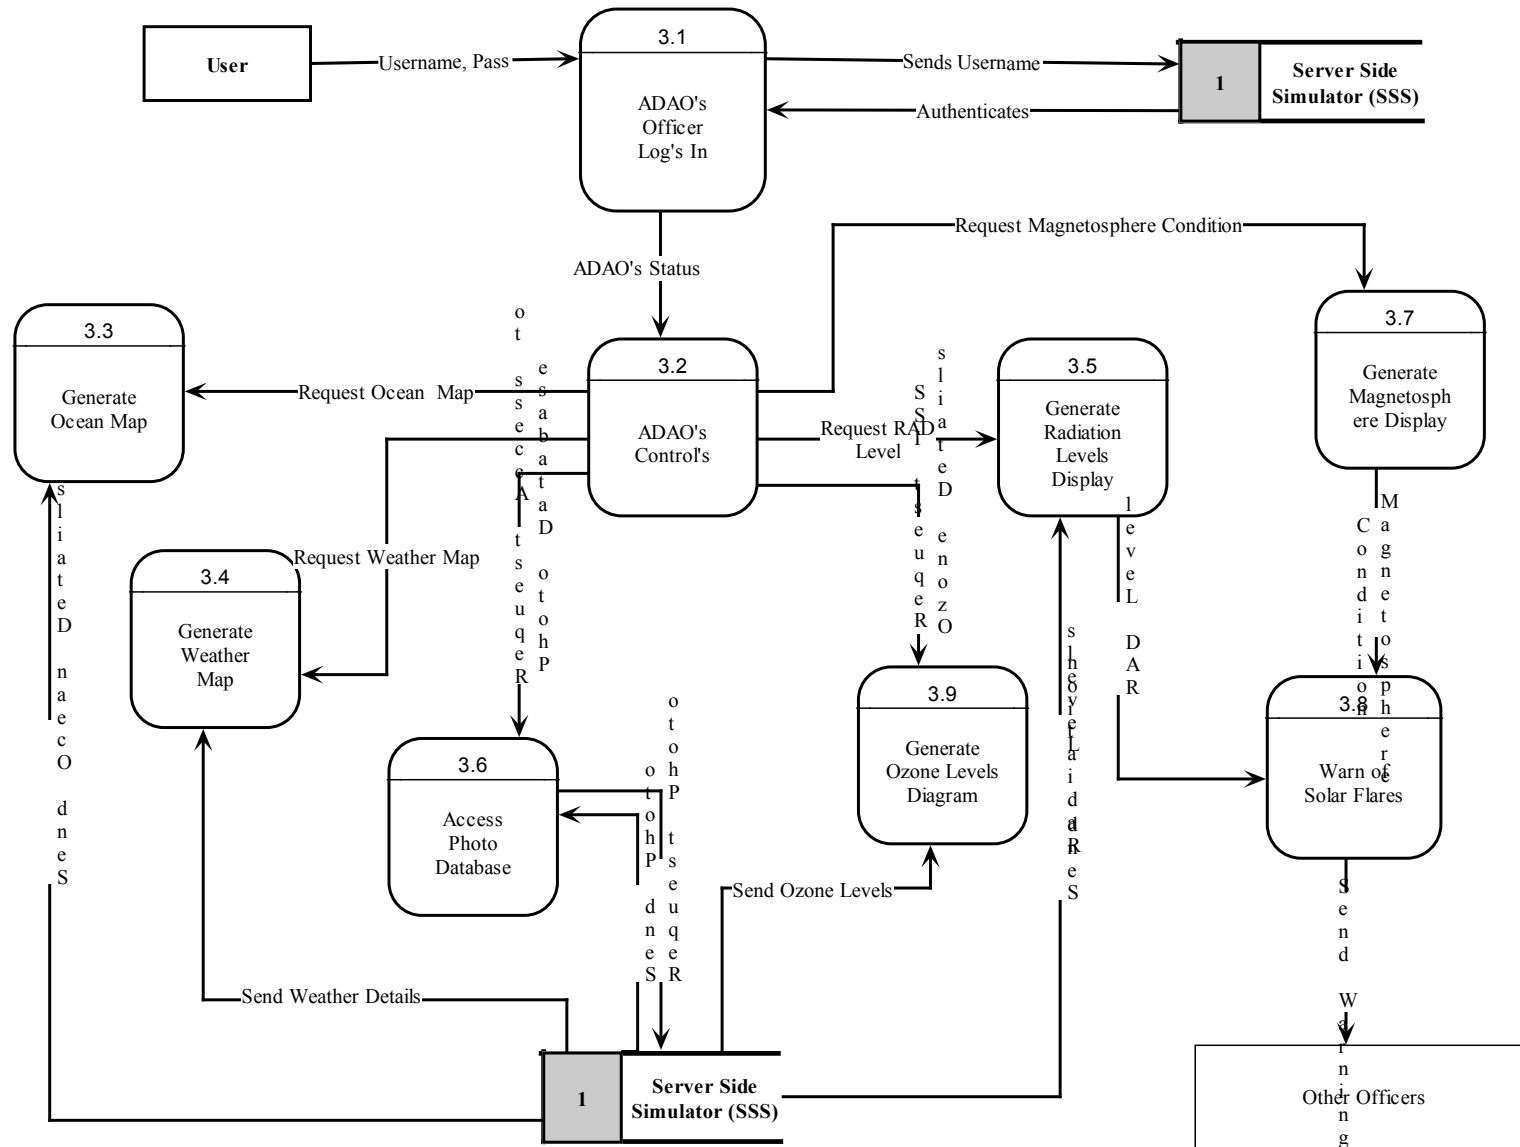 User
Username, Pass
3.1
ADAO's
Officer
Log's In
Sends Username
Authenticates
1
Server Side
Simulator (SSS)
ADAO's Status
Request Magnetosphere Condition
3.3
Generate
Ocean Map
Request Ocean Map
3.2
ADAO's
Control's
Request RAD
Level
3.5
Generate
Radiation
Levels
Display
3.7
Generate
Magnetosph
ere Display
Request Access to
Photo Database
Request ISS
Ozone Details
Send Ocean Details
Request Weather Map
3.4
Generate
Weather
Map
RAD Level
Magnetosphere
Condition
3.6
Access
Photo
Database
Send Photo
Request Photo
3.9
Generate
Ozone Levels
Diagram
Send
Radiation Levels
3.8
Warn of
Solar Flares
Send Ozone Levels
Send Weather Details
Send Warning
1
Server Side
Simulator (SSS)
Other Officers